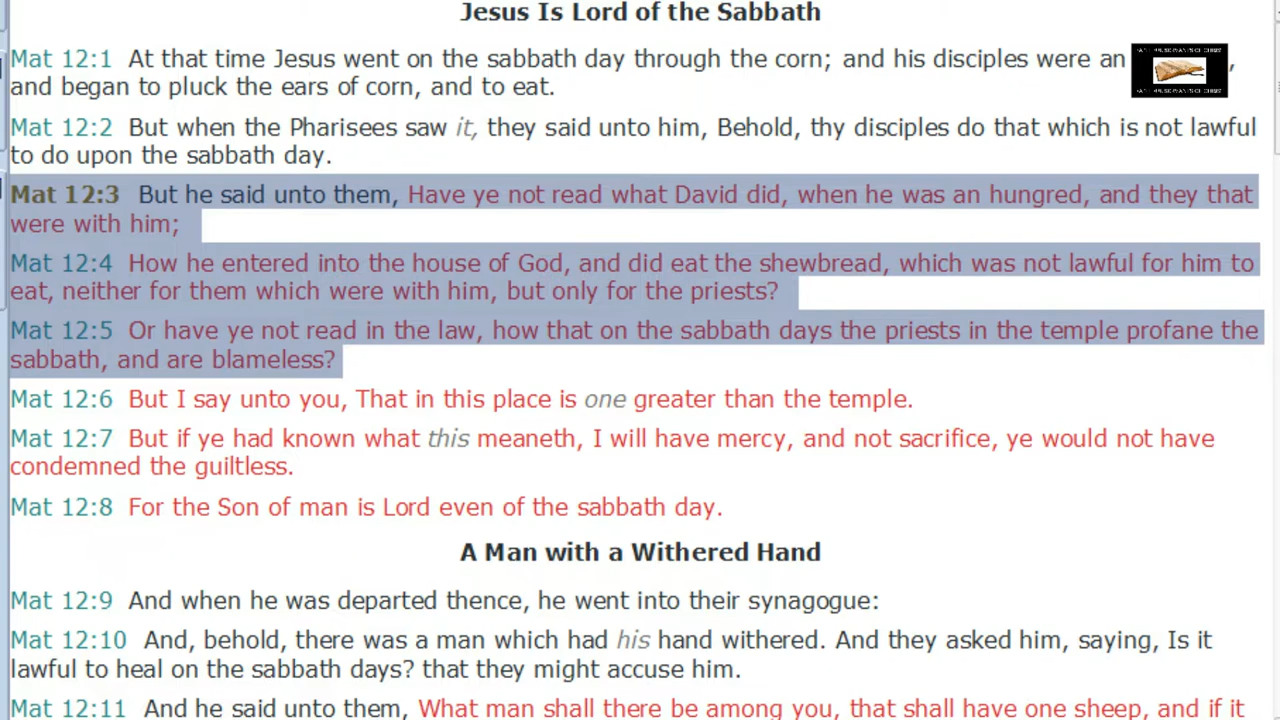 Jesus Is Lord of the Sabbath
Mat 12:1 At that time Jesus went on the sabbath day through the corn; and his disciples were an ,
and began to pluck the ears of corn, and to eat.
Mat 12:2 But when the Pharisees saw it, they said unto him, Behold, thy disciples do that which is not lawful
to do upon the sabbath day.
Mat 12:3 But he said unto them, Have ye not read what David did, when he was an hungred, and they that
were with him;
Mat 12:4 How he entered into the house of God, and did eat the shewbread, which was not lawful for him to
eat, neither for them which were with him, but only for the priests?
Mat 12:5 Or have ye not read in the law, how that on the sabbath days the priests in the temple profane the
sabbath, and are blameless?
Mat 12:6 But I say unto you, That in this place is one greater than the temple.
Mat 12:7 But if ye had known what this meaneth, I will have mercy, and not sacrifice, ye would not have
condemned the guiltless.
Mat 12:8 For the Son of man is Lord even of the sabbath day.
A Man with a Withered Hand
Mat 12:9 And when he was departed thence, he went into their synagogue:
Mat 12:10 And, behold, there was a man which had his hand withered. And they asked him, saying, Is it
lawful to heal on the sabbath days? that they might accuse him.
Mat 12:11 And he said unto them, What man shall there be among you, that shall have one sheep, and if it